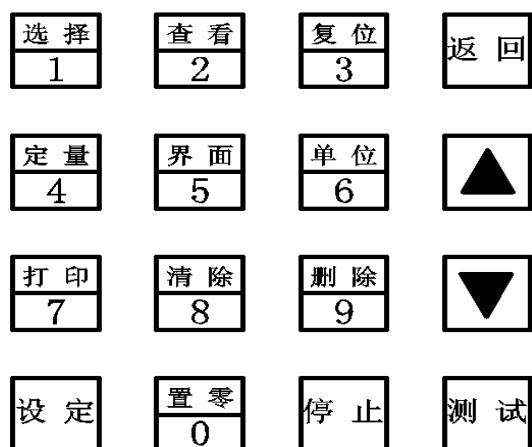 选择 查看 复位 返回
1 2 3
定量 界面 单位
4 5 6
打印 清除 删除
7 8 9
设定 置零 停止 测试
0